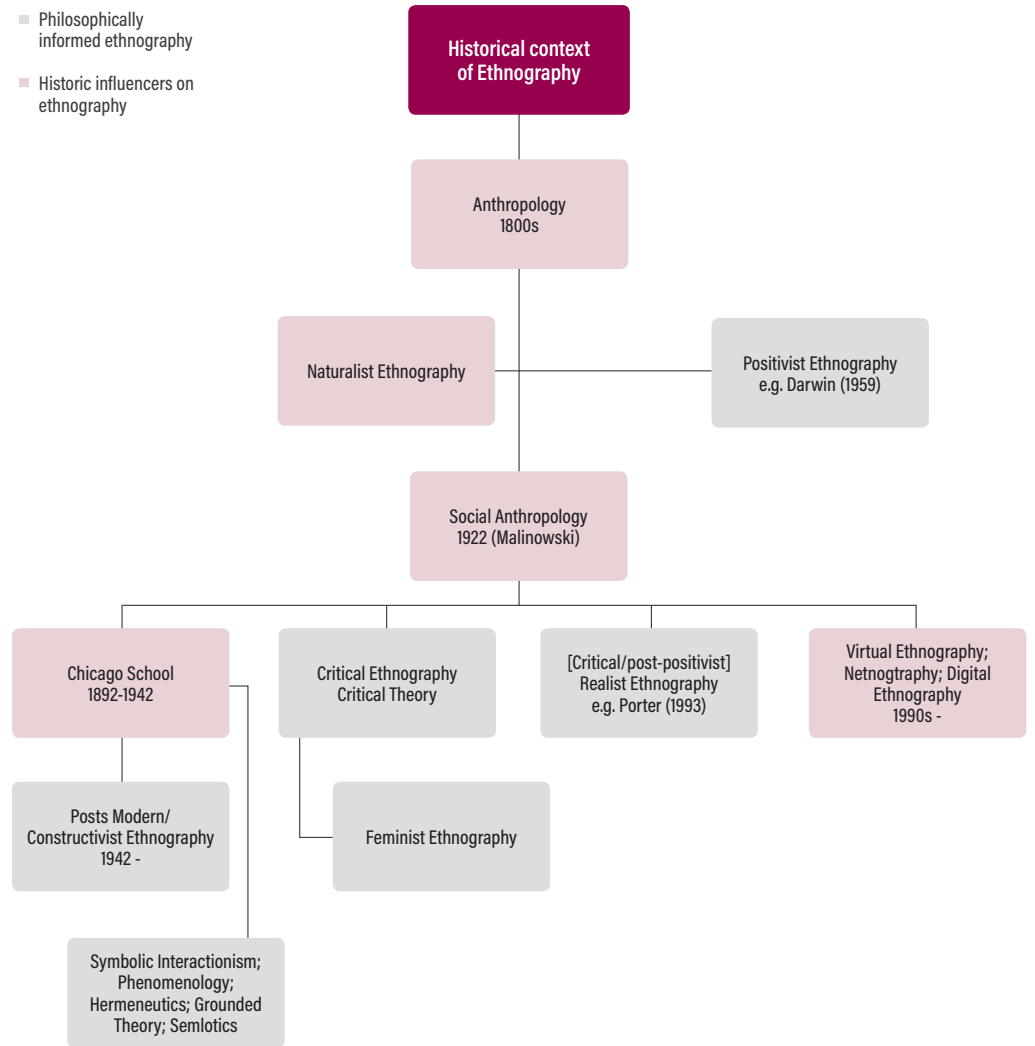 Philosophically
informed ethnography
Historic influencers on
ethnography
Historical context
of Ethnography
Anthropology
1800s
Naturalist Ethnography
Positivist Ethnography
e.g. Darwin (1959)
Social Anthropology
1922 (Malinowski)
Chicago School
1892-1942
Critical Ethnography
Critical Theory
[Critical/post-positivist]
Realist Ethnography
e.g. Porter (1993)
Virtual Ethnography;
Netnogtraphy; Digital
Ethnography
1990s -
Posts Modern/
Constructivist Ethnography
1942 -
Feminist Ethnography
Symbolic Interactionism;
Phenomenology;
Hermeneutics; Grounded
Theory; Semlotics